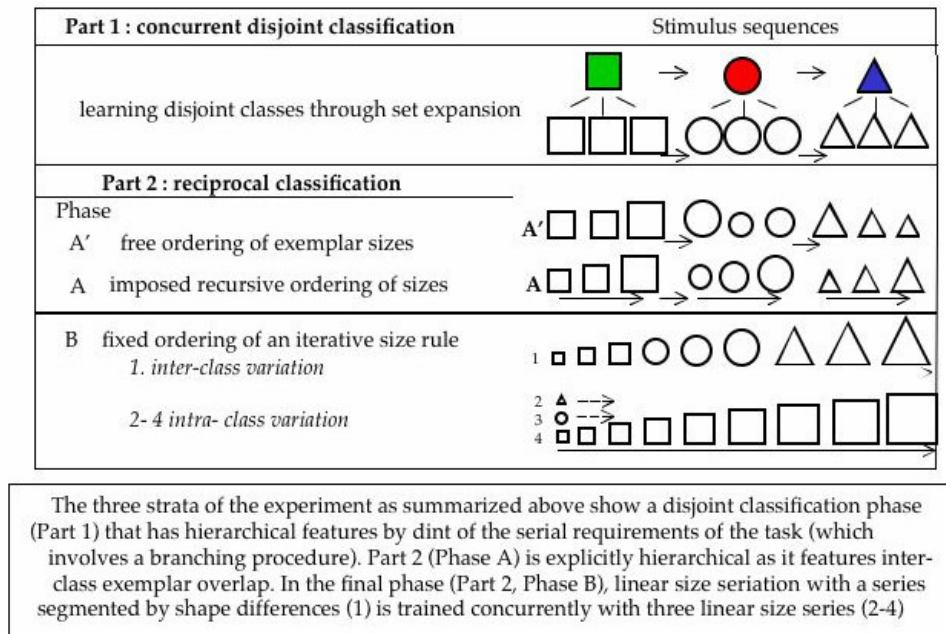 Part 1 : concurrent disjoint classification
Stimulus sequences
learning disjoint classes through set expansion
Part 2 : reciprocal classification
Phase
A′ free ordering of exemplar sizes
A′
A imposed recursive ordering of sizes
A
B fixed ordering of an iterative size rule
1. inter-class variation
1
2- 4 intra- class variation
2
3
4
The three strata of the experiment as summarized above show a disjoint classification phase
(Part 1) that has hierarchical features by dint of the serial requirements of the task (which
involves a branching procedure). Part 2 (Phase A) is explicitly hierarchical as it features inter-
class exemplar overlap. In the final phase (Part 2, Phase B), linear size seriation with a series
segmented by shape differences (1) is trained concurrently with three linear size series (2-4)